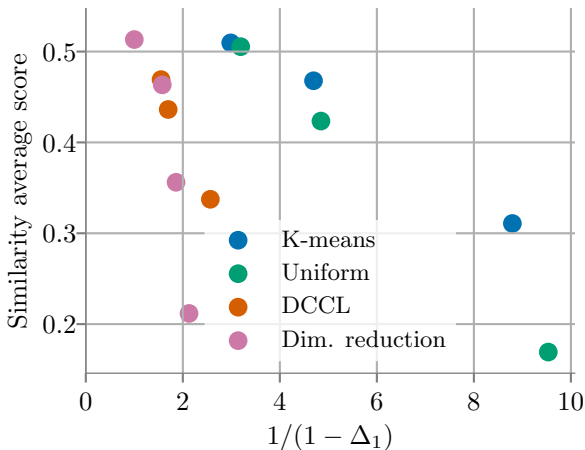 Similarity average score
0.5
0.4
0.3
0.2
K-means
Uniform
DCCL
Dim. reduction
0 2 4 6 8 10
1/(1 − Δ₁)